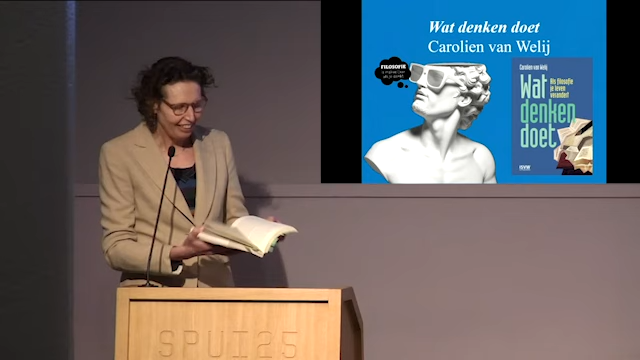 Wat denken doet
Carolien van Welij
FILOSOFIE
Carolien van Welij
Wat
denken
doet
Hoe filosofie
je leven
verandert
ISVW
SPUI25